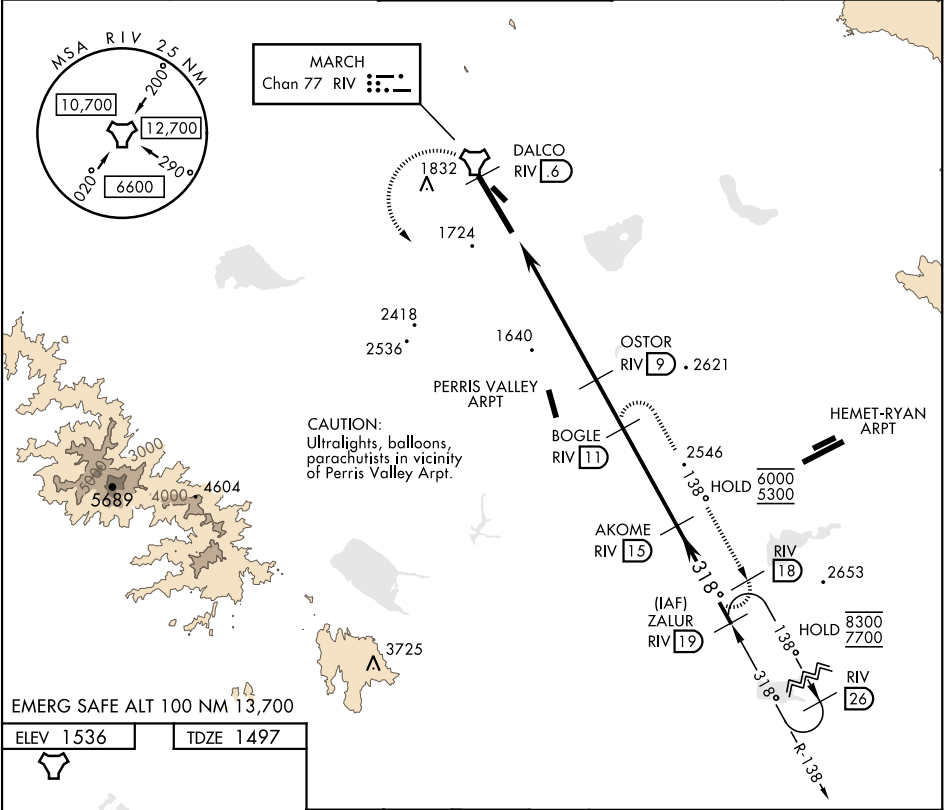 MSA RIV 25 NM
200°
10,700
12,700
020°
290°
6600
MARCH
Chan 77 RIV
DALCO
RIV .6
1832
1724
2418
2536
1640
OSTOR
RIV 9
2621
PERRIS VALLEY
ARPT
HEMET-RYAN
ARPT
CAUTION:
Ultralights, balloons,
parachutists in vicinity
of Perris Valley Arpt.
BOGLE
RIV 11
2546
138°
HOLD 6000
5300
3000
5000
4000
5689
4604
AKOME
RIV 15
318°
RIV
18
2653
(IAF)
ZALUR
RIV 19
HOLD 8300
7700
138°
318°
RIV
26
R-138
3725
EMERG SAFE ALT 100 NM 13,700
ELEV 1536
TDZE 1497